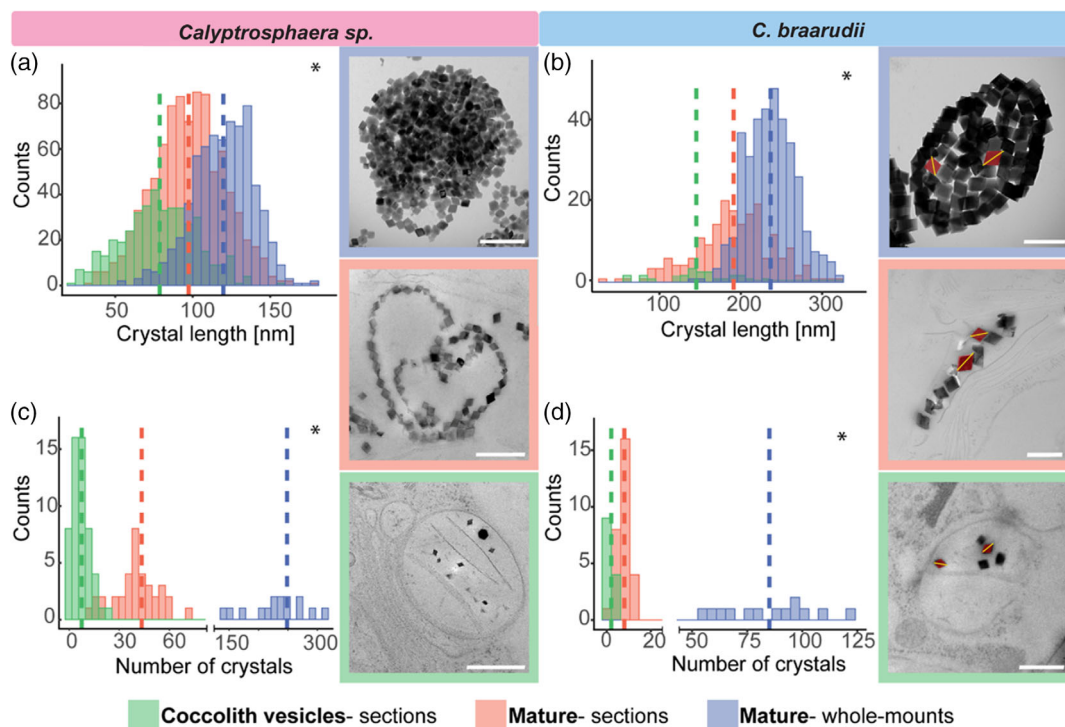 Calyptrosphaera sp.
C. braarudii
(a)
*
80
60
40
20
0
Counts
50
100
150
Crystal length [nm]
(b)
*
40
20
0
Counts
100
200
300
Crystal length [nm]
(c)
*
15
10
5
0
Counts
0
30
60
150
300
Number of crystals
(d)
*
15
10
5
0
Counts
0
20
50
75
100
125
Number of crystals
Coccolith vesicles- sections
Mature- sections
Mature- whole-mounts